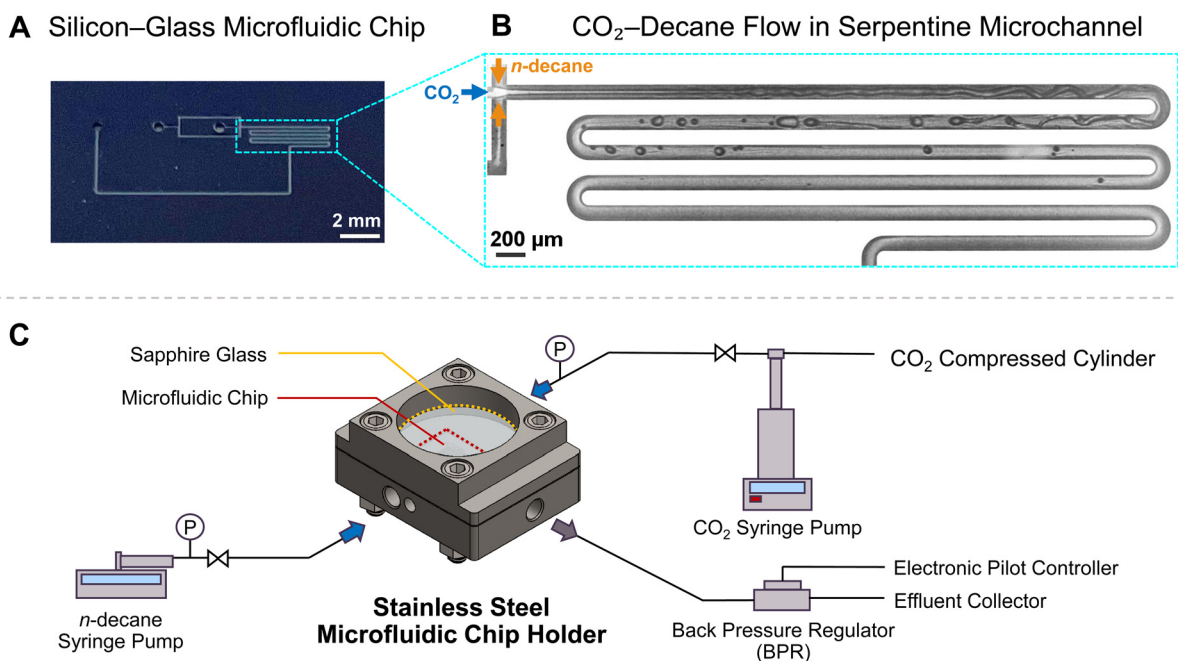 A Silicon–Glass Microfluidic Chip
2 mm
B CO₂–Decane Flow in Serpentine Microchannel
n-decane
CO₂
200 μm
C
Sapphire Glass
Microfluidic Chip
P
CO₂ Compressed Cylinder
CO₂ Syringe Pump
P
n-decane
Syringe Pump
Stainless Steel
Microfluidic Chip Holder
Electronic Pilot Controller
Effluent Collector
Back Pressure Regulator
(BPR)